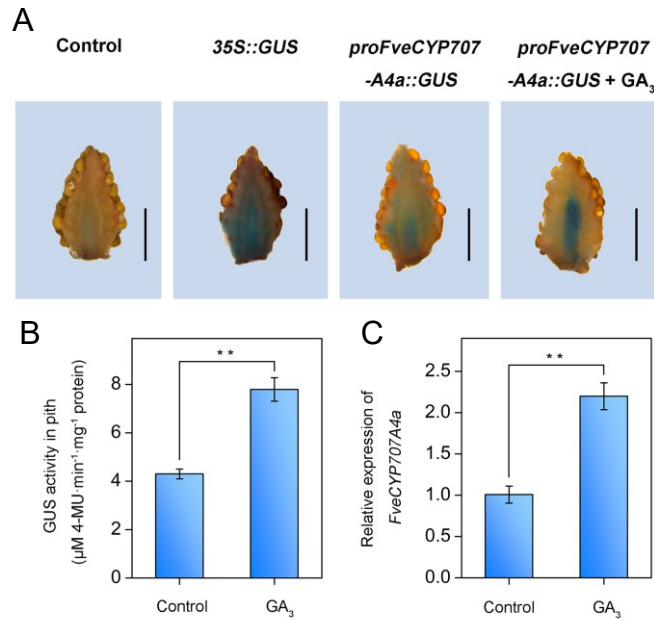 A
Control
35S::GUS
proFveCYP707
-A4a::GUS
proFveCYP707
-A4a::GUS + GA₃
B
GUS activity in pith
(μM 4-MU·min⁻¹·mg⁻¹ protein)
8
6
4
2
0
* *
Control
GA₃
C
Relative expression of
FveCYP707A4a
2.5
2.0
1.5
1.0
0.5
0.0
* *
Control
GA₃